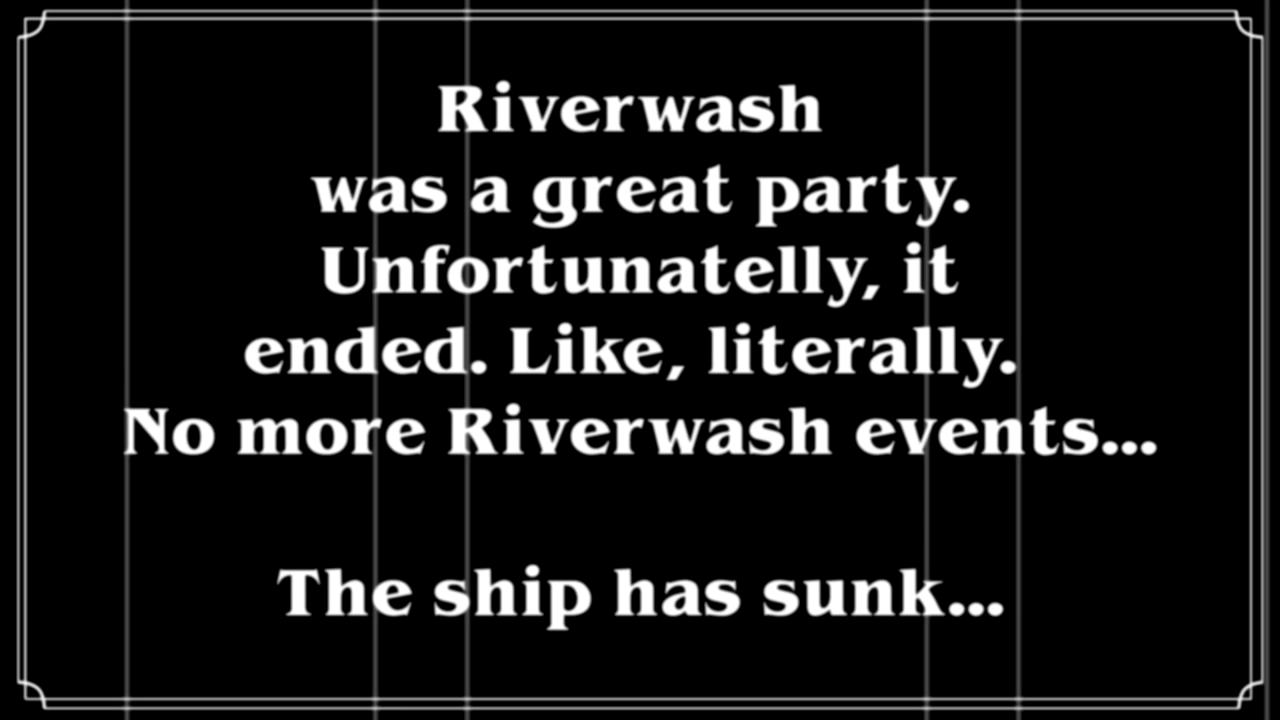 Riverwash
was a great party.
Unfortunatelly, it
ended. Like, literally.
No more Riverwash events...
The ship has sunk...